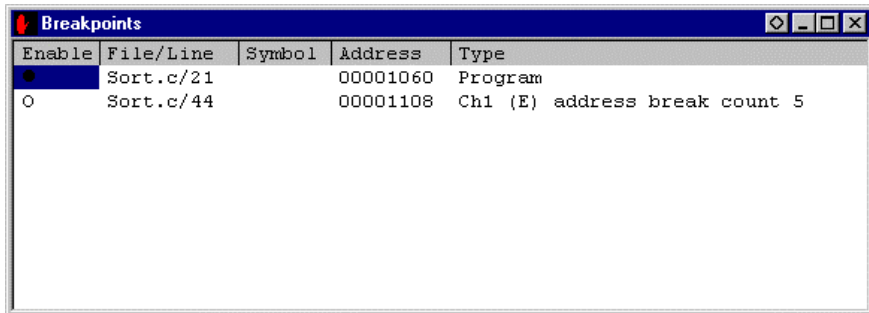 Breakpoints
Enable File/Line Symbol Address Type
● Sort.c/21 00001060 Program
○ Sort.c/44 00001108 Ch1 (E) address break count 5